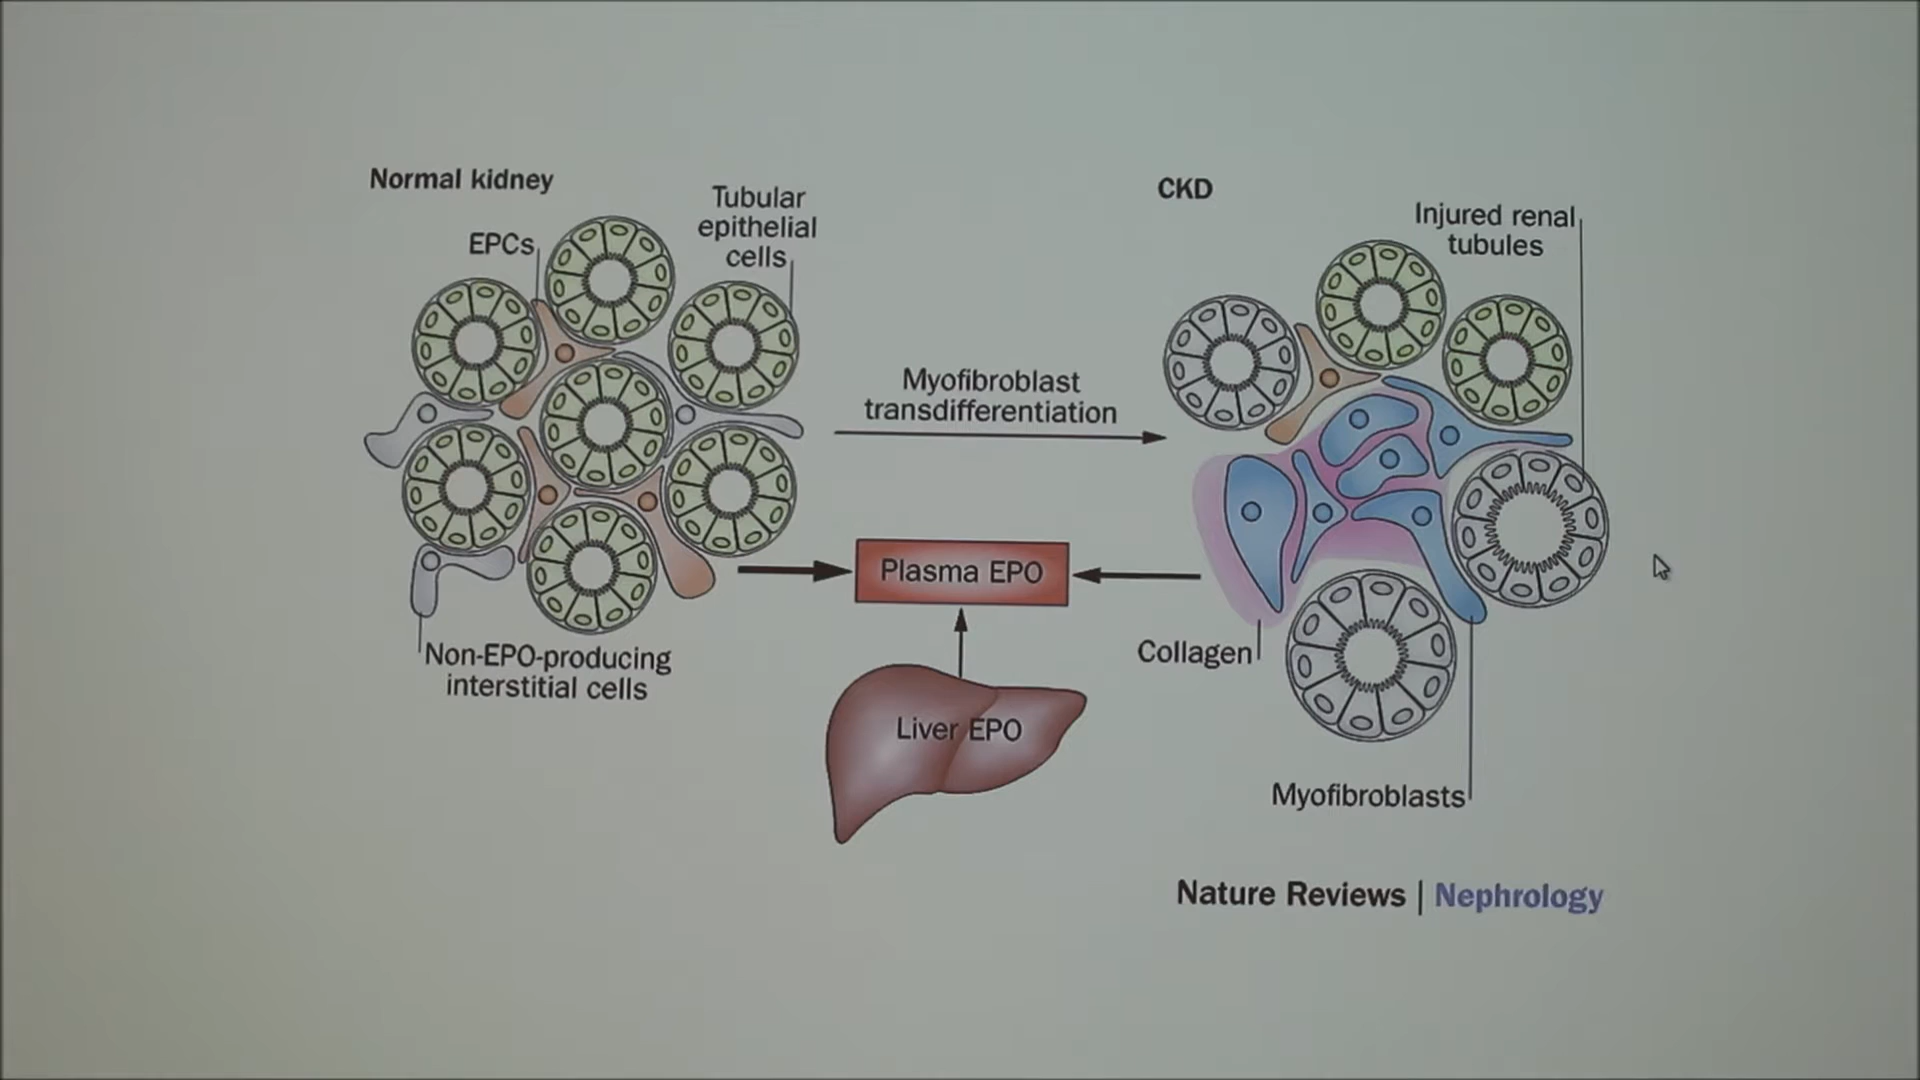 Normal kidney
EPCs
Tubular
epithelial
cells
Non-EPO-producing
interstitial cells
Myofibroblast
transdifferentiation
Plasma EPO
Liver EPO
CKD
Injured renal
tubules
Collagen
Myofibroblasts
Nature Reviews | Nephrology